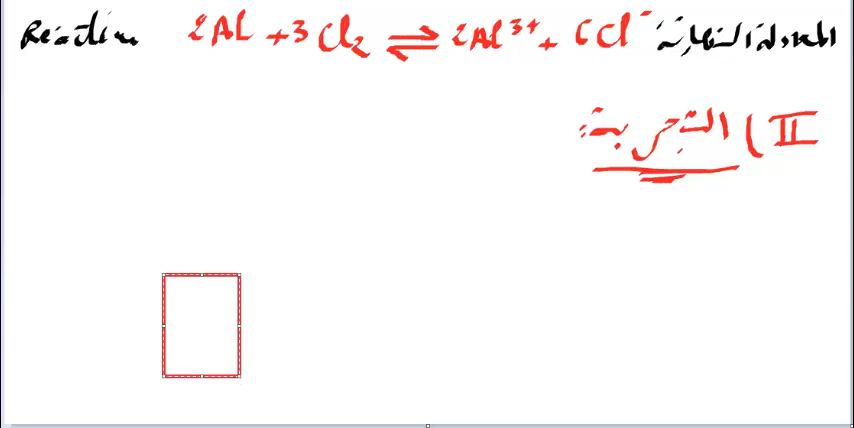 Reaction 2Al + 3Cl₂ ⇌ 2Al³⁺ + 6Cl⁻ المعادلة النهائية
II) التجربة: